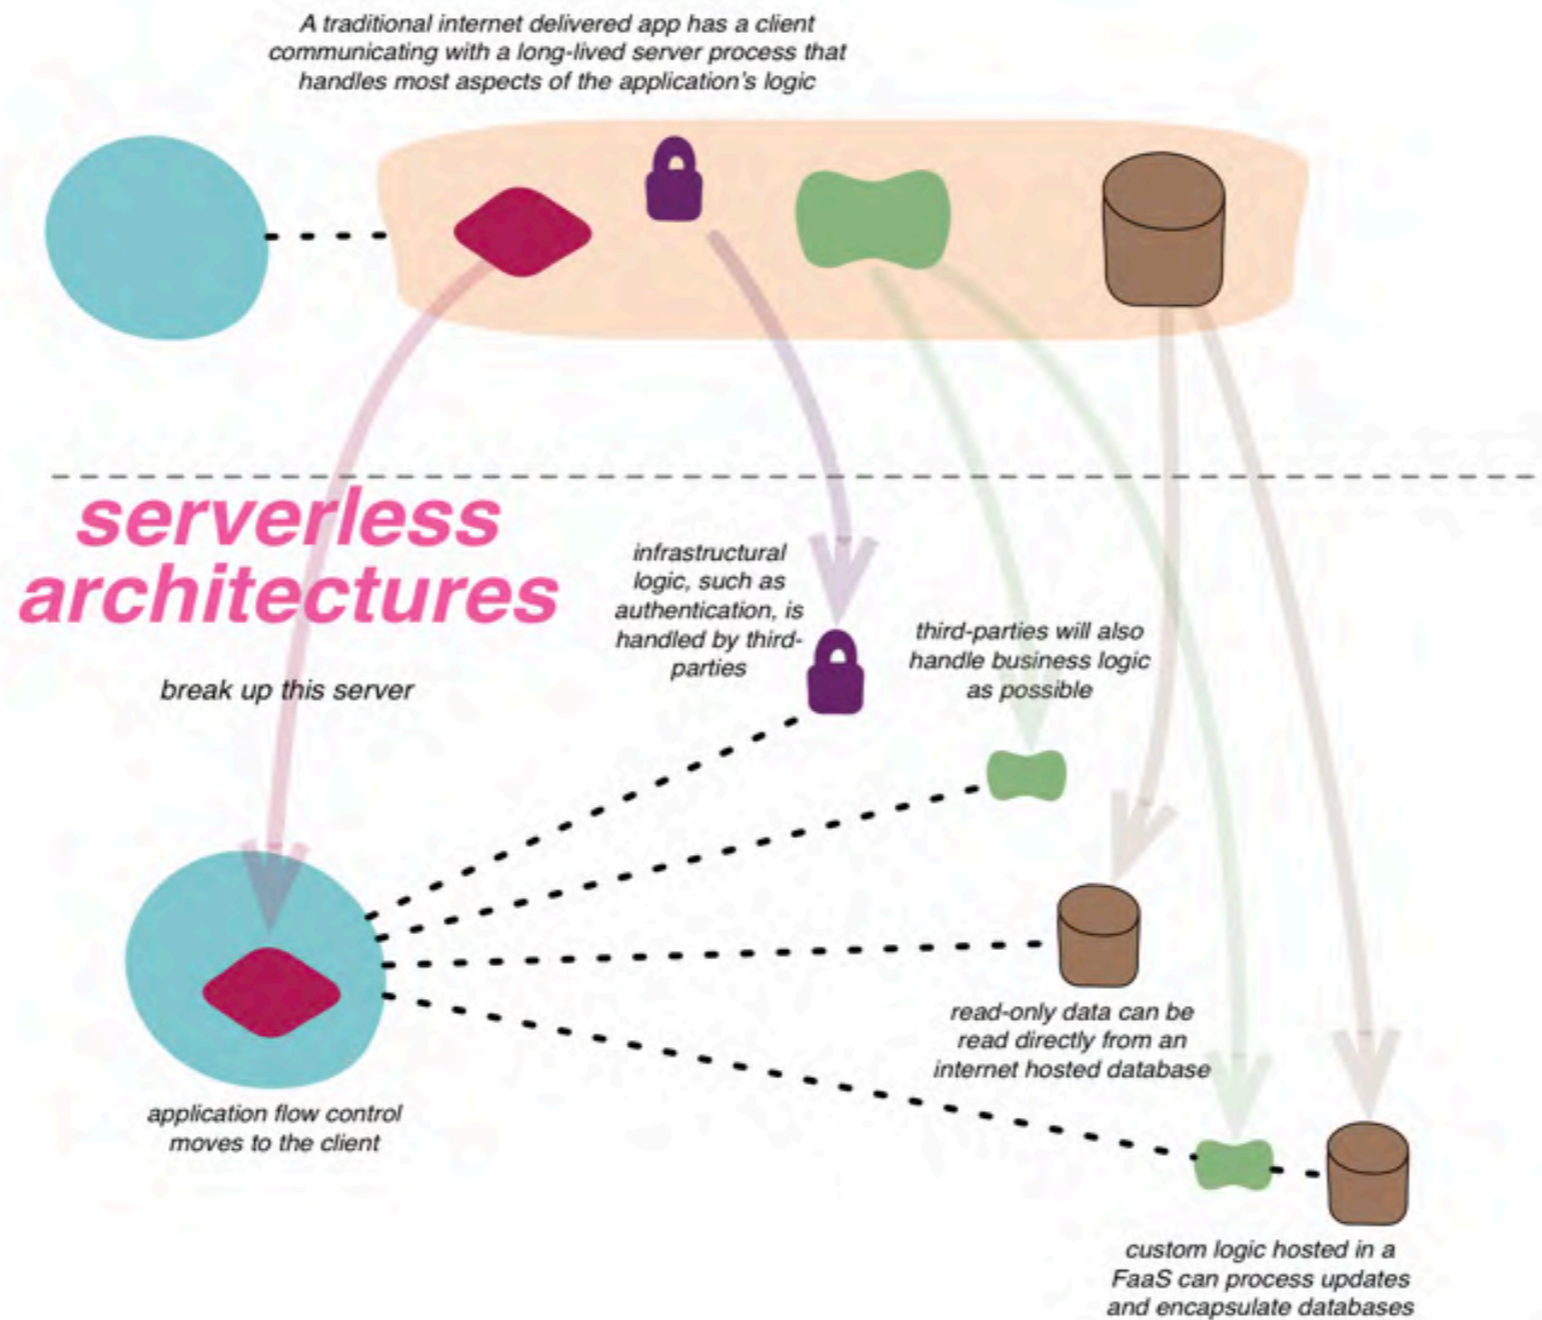 A traditional internet delivered app has a client
communicating with a long-lived server process that
handles most aspects of the application's logic
serverless
architectures
break up this server
infrastructural
logic, such as
authentication, is
handled by third-
parties
third-parties will also
handle business logic
as possible
read-only data can be
read directly from an
internet hosted database
application flow control
moves to the client
custom logic hosted in a
FaaS can process updates
and encapsulate databases